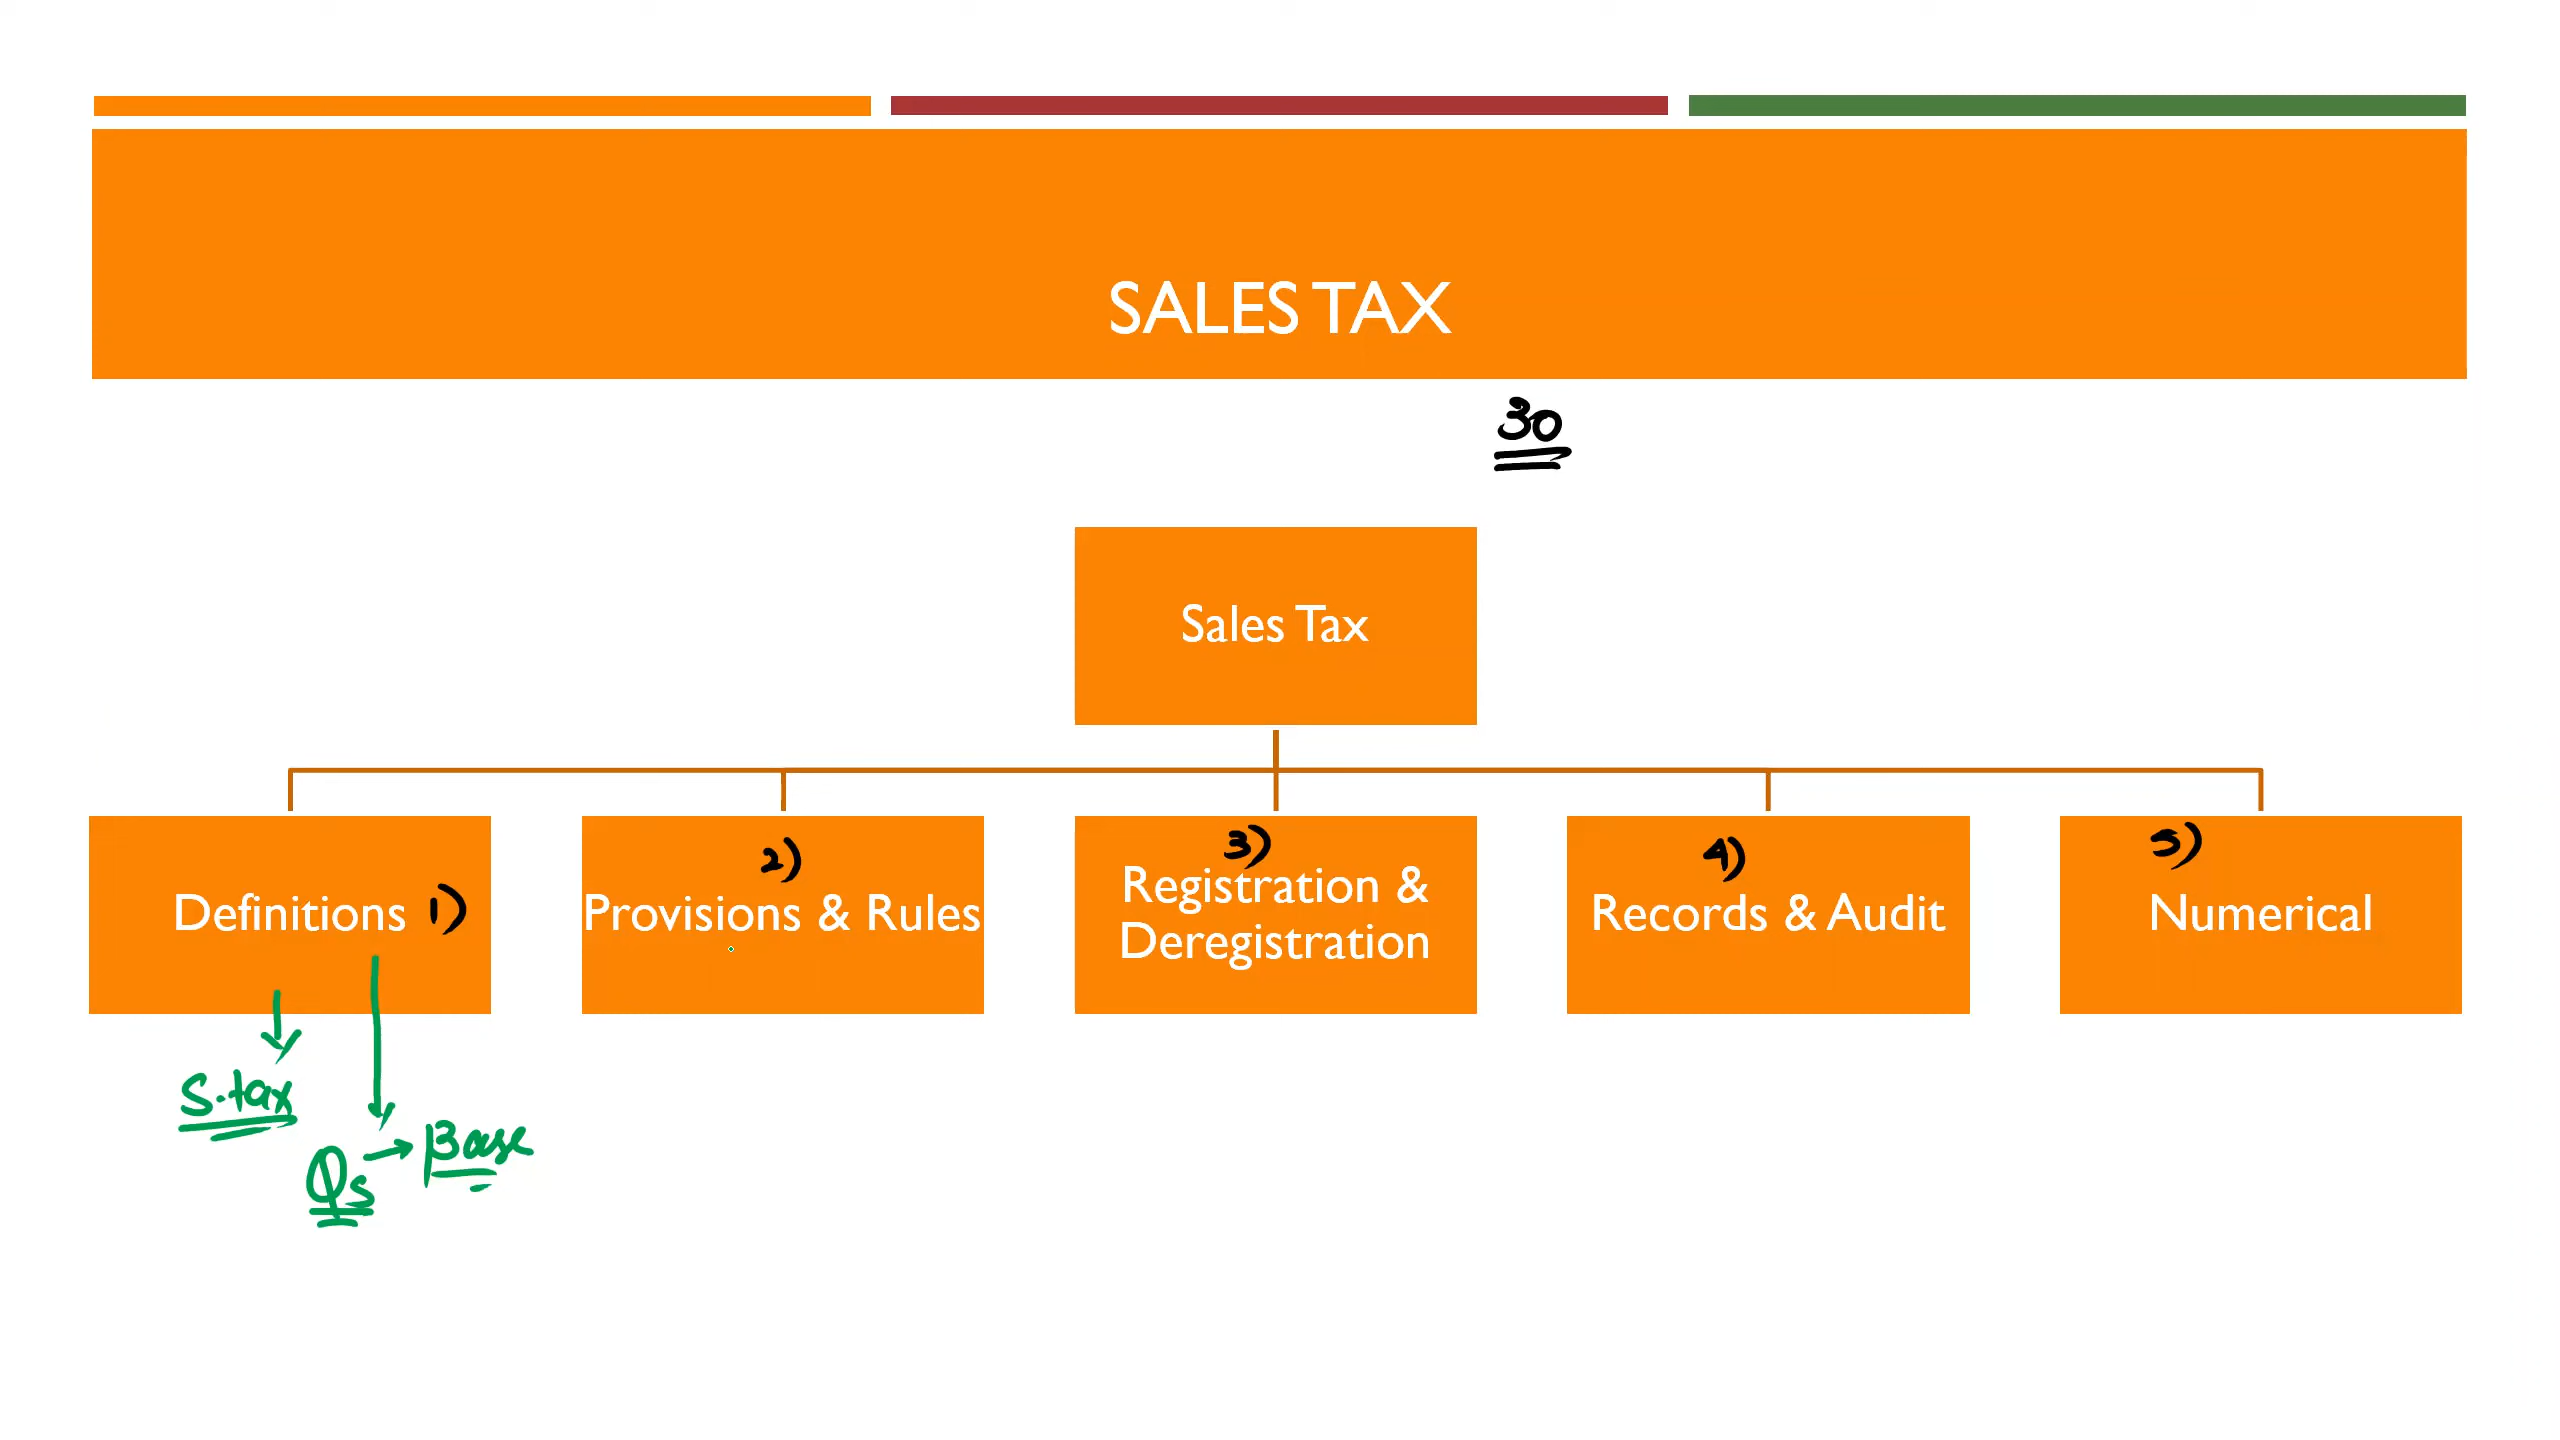 SALES TAX
30
Sales Tax
Definitions 1)
2)
Provisions & Rules
3)
Registration &
Deregistration
4)
Records & Audit
5)
Numerical
S.tax
Qs → Base